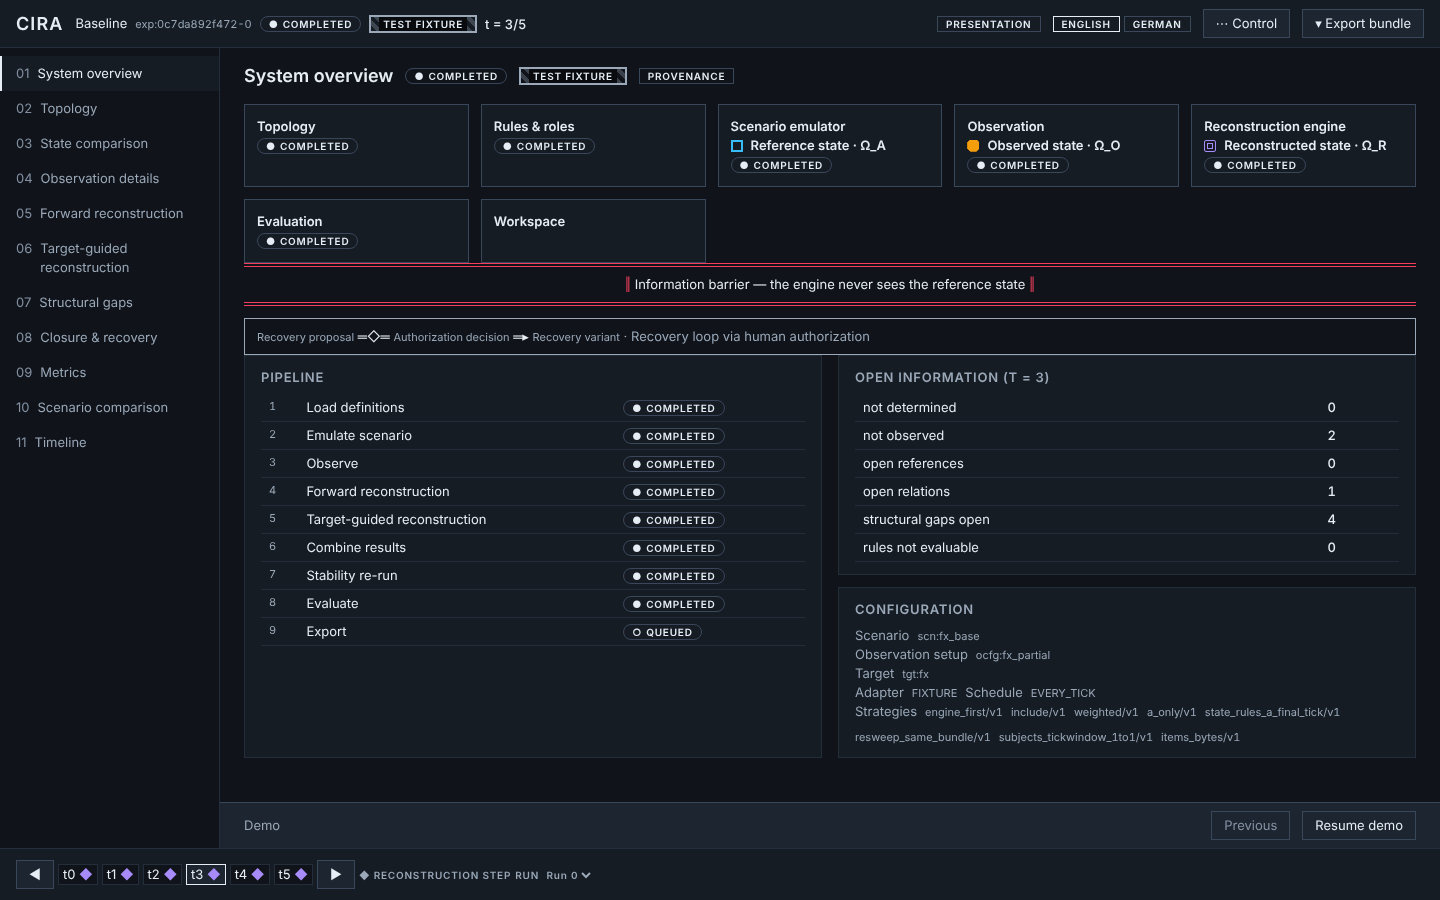 CIRA Baseline exp:0c7da892f472-0 COMPLETED TEST FIXTURE t = 3/5 PRESENTATION ENGLISH GERMAN ··· Control ▾ Export bundle
01 System overview
02 Topology
03 State comparison
04 Observation details
05 Forward reconstruction
06 Target-guided
reconstruction
07 Structural gaps
08 Closure & recovery
09 Metrics
10 Scenario comparison
11 Timeline
System overview COMPLETED TEST FIXTURE PROVENANCE
Topology
COMPLETED
Rules & roles
COMPLETED
Scenario emulator
Reference state · Ω_A
COMPLETED
Observation
Observed state · Ω_O
COMPLETED
Reconstruction engine
Reconstructed state · Ω_R
COMPLETED
Evaluation
COMPLETED
Workspace
Information barrier — the engine never sees the reference state
Recovery proposal Authorization decision Recovery variant · Recovery loop via human authorization
PIPELINE
1 Load definitions COMPLETED
2 Emulate scenario COMPLETED
3 Observe COMPLETED
4 Forward reconstruction COMPLETED
5 Target-guided reconstruction COMPLETED
6 Combine results COMPLETED
7 Stability re-run COMPLETED
8 Evaluate COMPLETED
9 Export QUEUED
OPEN INFORMATION (T = 3)
not determined 0
not observed 2
open references 0
open relations 1
structural gaps open 4
rules not evaluable 0
CONFIGURATION
Scenario scn:fx_base
Observation setup ocfg:fx_partial
Target tgt:fx
Adapter FIXTURE Schedule EVERY_TICK
Strategies engine_first/v1 include/v1 weighted/v1 a_only/v1 state_rules_a_final_tick/v1
resweep_same_bundle/v1 subjects_tickwindow_1to1/v1 items_bytes/v1
Demo Previous Resume demo
◀ t0 ◆ t1 ◆ t2 ◆ t3 ◆ t4 ◆ t5 ◆ ▶ ◆ RECONSTRUCTION STEP RUN Run 0